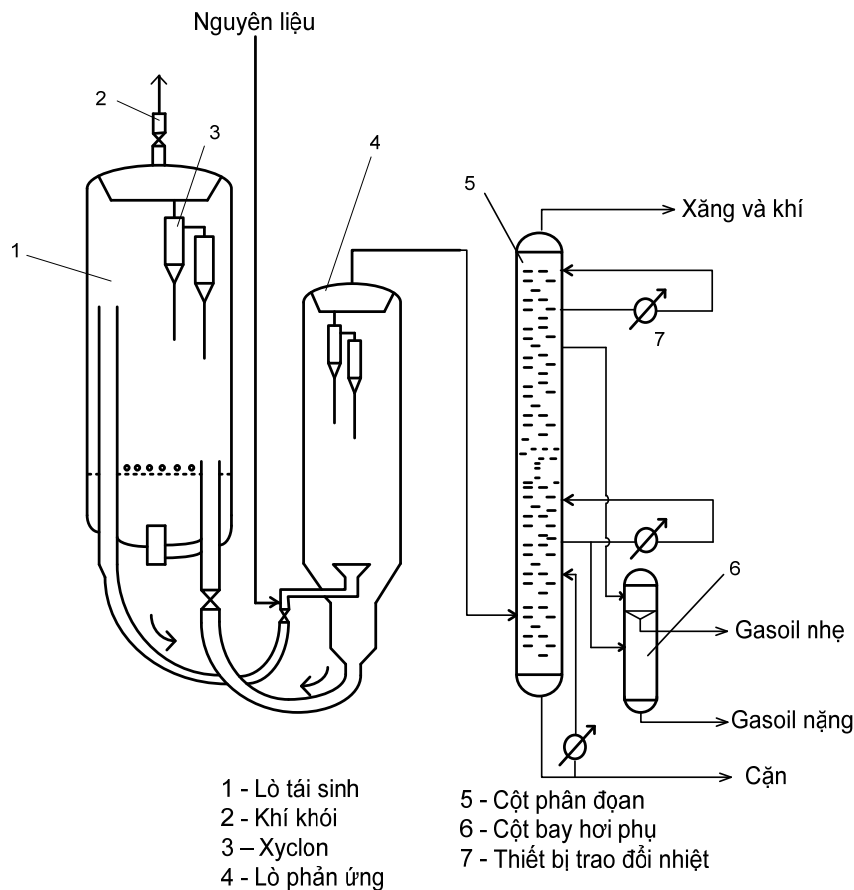 Nguyên liệu
2
3
4
1
5
Xăng và khí
7
6
Gasoil nhẹ
Gasoil nặng
Cặn
1 - Lò tái sinh
2 - Khí khói
3 – Xyclon
4 - Lò phản ứng
5 - Cột phân đọan
6 - Cột bay hơi phụ
7 - Thiết bị trao đổi nhiệt